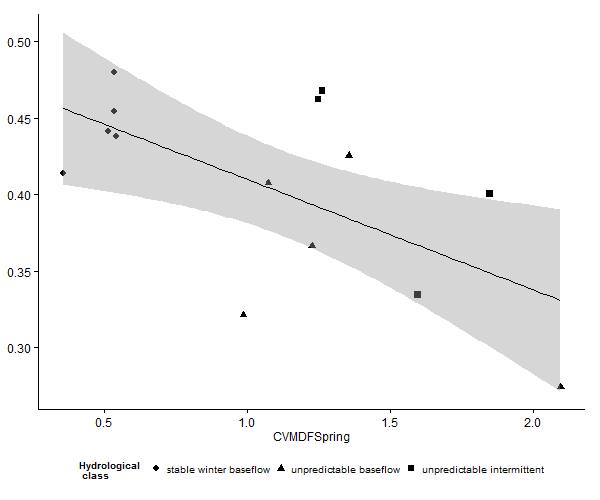 0.50
0.45
0.40
0.35
0.30
0.5 1.0 1.5 2.0
CVMDFSpring
Hydrological
class
stable winter baseflow unpredictable baseflow unpredictable intermittent